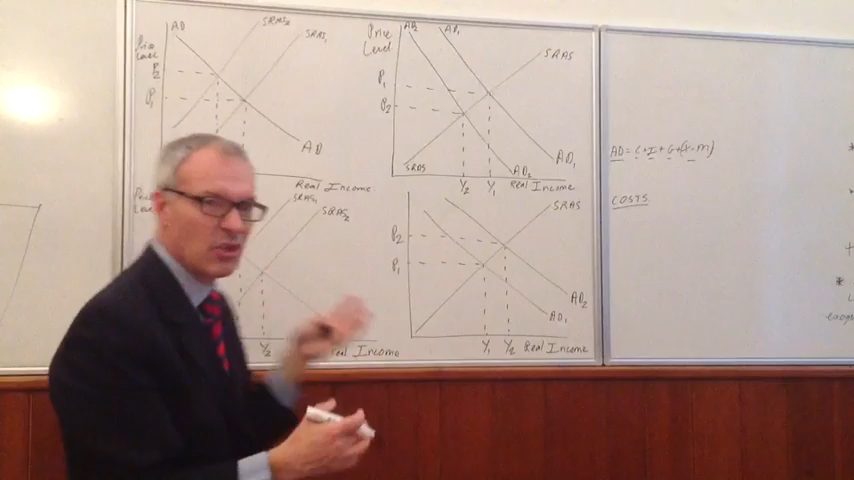 AD
SRAS₂
SRAS₁
Price
Level
P₂
P₁
AD
Real Income
Price
Level
AD₂
AD₁
SRAS
P₁
P₂
SRAS
AD₂
AD₁
Y₂
Y₁
Real Income
Price
Level
SRAS₁
SRAS₂
Y₂
Real Income
SRAS
P₂
P₁
AD₂
AD₁
Y₁
Y₂
Real Income
AD = C+I+G+(X-M)
COSTS